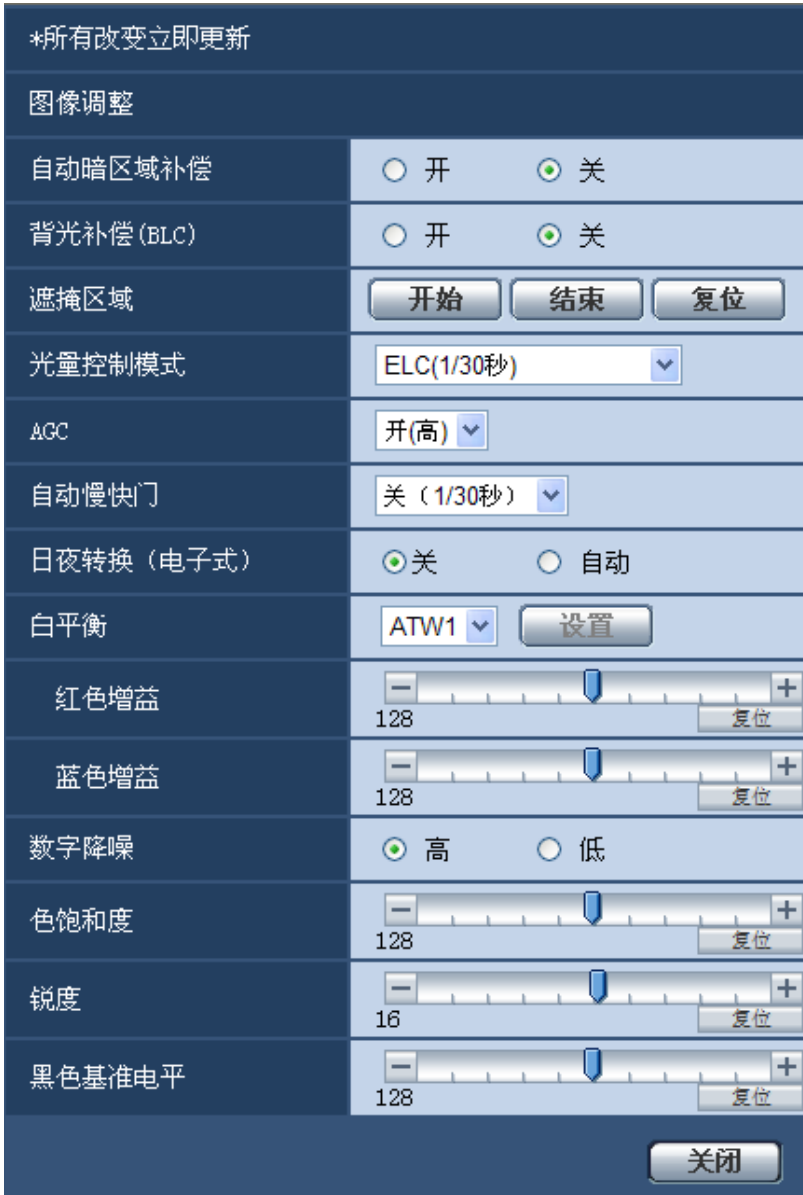 *所有改变立即更新
图像调整
自动暗区域补偿 开 关
背光补偿(BLC) 开 关
遮掩区域 开始 结束 复位
光量控制模式 ELC(1/30秒)
AGC 开(高)
自动慢快门 关（1/30秒）
日夜转换（电子式） 关 自动
白平衡 ATW1 设置
红色增益 128 复位
蓝色增益 128 复位
数字降噪 高 低
色饱和度 128 复位
锐度 16 复位
黑色基准电平 128 复位
关闭